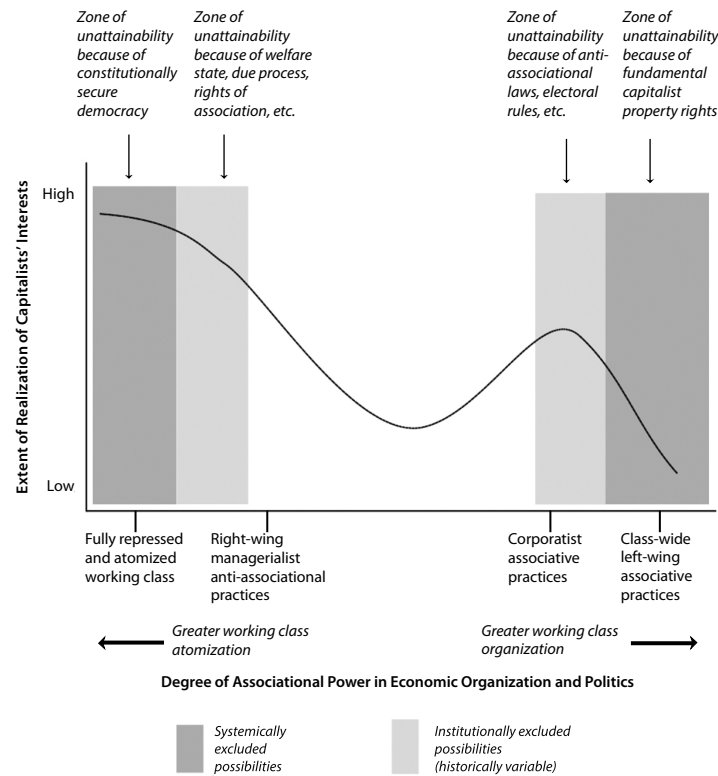 Zone of
unattainability
because of
constitutionally
secure
democracy
Zone of
unattainability
because of welfare
state, due process,
rights of
association, etc.
Zone of
unattainability
because of anti-
associational
laws, electoral
rules, etc.
Zone of
unattainability
because of
fundamental
capitalist
property rights
Extent of Realization of Capitalists' Interests
High
Low
Fully repressed
and atomized
working class
Right-wing
managerialist
anti-associational
practices
Corporatist
associative
practices
Class-wide
left-wing
associative
practices
Greater working class
atomization
Greater working class
organization
Degree of Associational Power in Economic Organization and Politics
Systemically
excluded
possibilities
Institutionally excluded
possibilities
(historically variable)